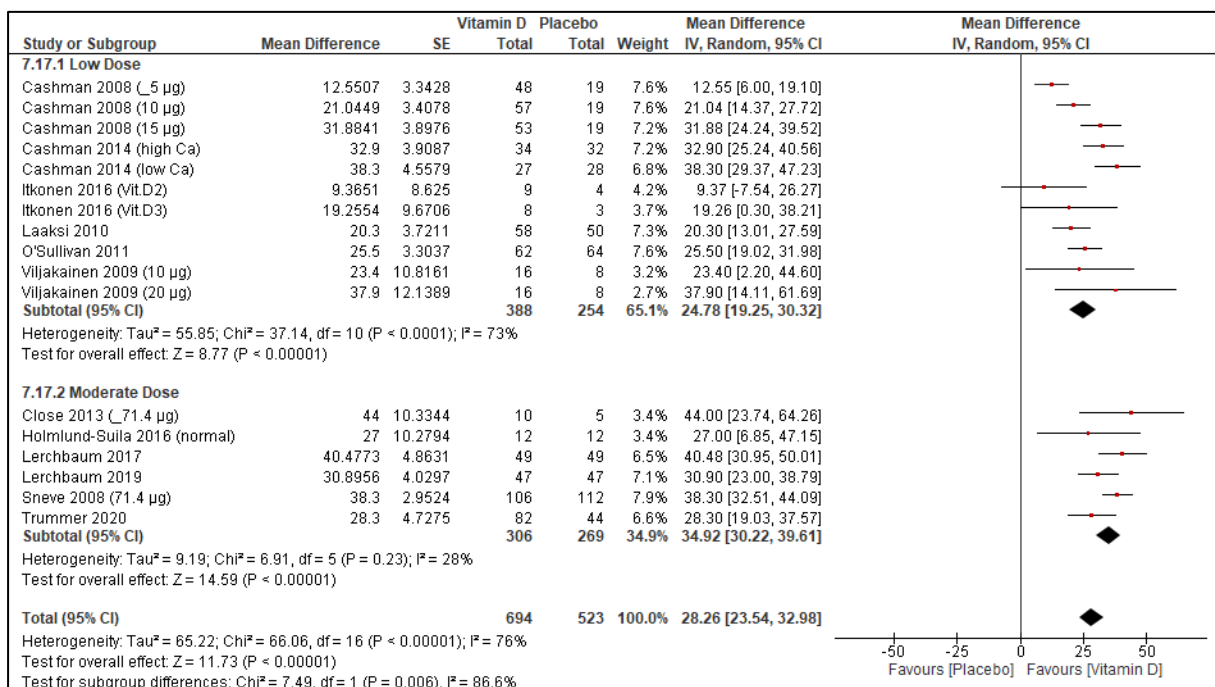 Vitamin D Placebo Mean Difference Mean Difference
Study or Subgroup Mean Difference SE Total Total Weight IV, Random, 95% CI IV, Random, 95% CI
7.17.1 Low Dose
Cashman 2008 (_5 µg) 12.5507 3.3428 48 19 7.6% 12.55 [6.00, 19.10]
Cashman 2008 (10 µg) 21.0449 3.4078 57 19 7.6% 21.04 [14.37, 27.72]
Cashman 2008 (15 µg) 31.8841 3.8976 53 19 7.2% 31.88 [24.24, 39.52]
Cashman 2014 (high Ca) 32.9 3.9087 34 32 7.2% 32.90 [25.24, 40.56]
Cashman 2014 (low Ca) 38.3 4.5579 27 28 6.8% 38.30 [29.37, 47.23]
Itkonen 2016 (Vit.D2) 9.3651 8.625 9 4 4.2% 9.37 [-7.54, 26.27]
Itkonen 2016 (Vit.D3) 19.2554 9.6706 8 3 3.7% 19.26 [0.30, 38.21]
Laaksi 2010 20.3 3.7211 58 50 7.3% 20.30 [13.01, 27.59]
O'Sullivan 2011 25.5 3.3037 62 64 7.6% 25.50 [19.02, 31.98]
Viljakainen 2009 (10 µg) 23.4 10.8161 16 8 3.2% 23.40 [2.20, 44.60]
Viljakainen 2009 (20 µg) 37.9 12.1389 16 8 2.7% 37.90 [14.11, 61.69]
Subtotal (95% CI) 388 254 65.1% 24.78 [19.25, 30.32]
Heterogeneity: Tau² = 55.85; Chi² = 37.14, df = 10 (P < 0.0001); I² = 73%
Test for overall effect: Z = 8.77 (P < 0.00001)
7.17.2 Moderate Dose
Close 2013 (_71.4 µg) 44 10.3344 10 5 3.4% 44.00 [23.74, 64.26]
Holmlund-Suila 2016 (normal) 27 10.2794 12 12 3.4% 27.00 [6.85, 47.15]
Lerchbaum 2017 40.4773 4.8631 49 49 6.5% 40.48 [30.95, 50.01]
Lerchbaum 2019 30.8956 4.0297 47 47 7.1% 30.90 [23.00, 38.79]
Sneve 2008 (71.4 µg) 38.3 2.9524 106 112 7.9% 38.30 [32.51, 44.09]
Trummer 2020 28.3 4.7275 82 44 6.6% 28.30 [19.03, 37.57]
Subtotal (95% CI) 306 269 34.9% 34.92 [30.22, 39.61]
Heterogeneity: Tau² = 9.19; Chi² = 6.91, df = 5 (P = 0.23); I² = 28%
Test for overall effect: Z = 14.59 (P < 0.00001)
Total (95% CI) 694 523 100.0% 28.26 [23.54, 32.98]
Heterogeneity: Tau² = 65.22; Chi² = 66.06, df = 16 (P < 0.00001); I² = 76%
Test for overall effect: Z = 11.73 (P < 0.00001)
Test for subgroup differences: Chi² = 7.49, df = 1 (P = 0.006), I² = 86.6%
-50 -25 0 25 50
Favours [Placebo] Favours [Vitamin D]